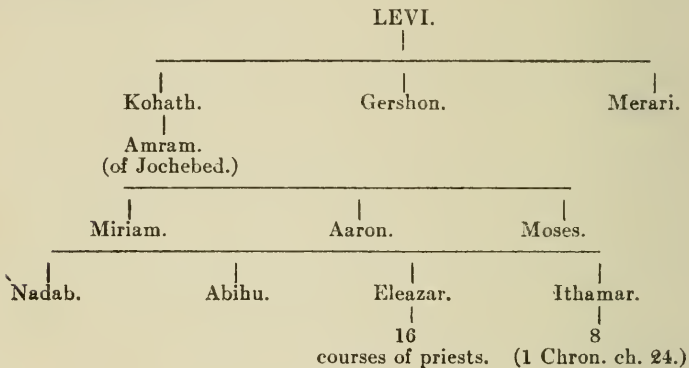 LEVI.
Kohath. Gershon. Merari.
Amram.
(of Jochebed.)
Miriam. Aaron. Moses.
Nadab. Abihu. Eleazar. Ithamar.
16 8
courses of priests. (1 Chron. ch. 24.)